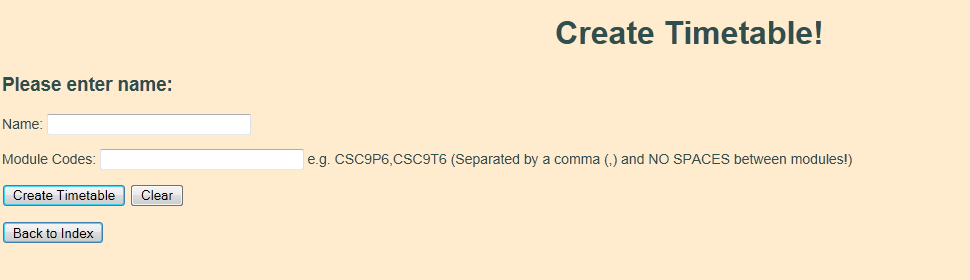 Create Timetable!
Please enter name:
Name:
Module Codes: e.g. CSC9P6,CSC9T6 (Separated by a comma (,) and NO SPACES between modules!)
Create Timetable Clear
Back to Index